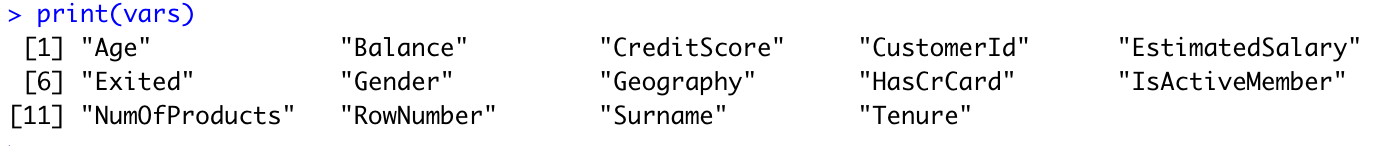 > print(vars)
[1] "Age" "Balance" "CreditScore" "CustomerId" "EstimatedSalary"
[6] "Exited" "Gender" "Geography" "HasCrCard" "IsActiveMember"
[11] "NumOfProducts" "RowNumber" "Surname" "Tenure"